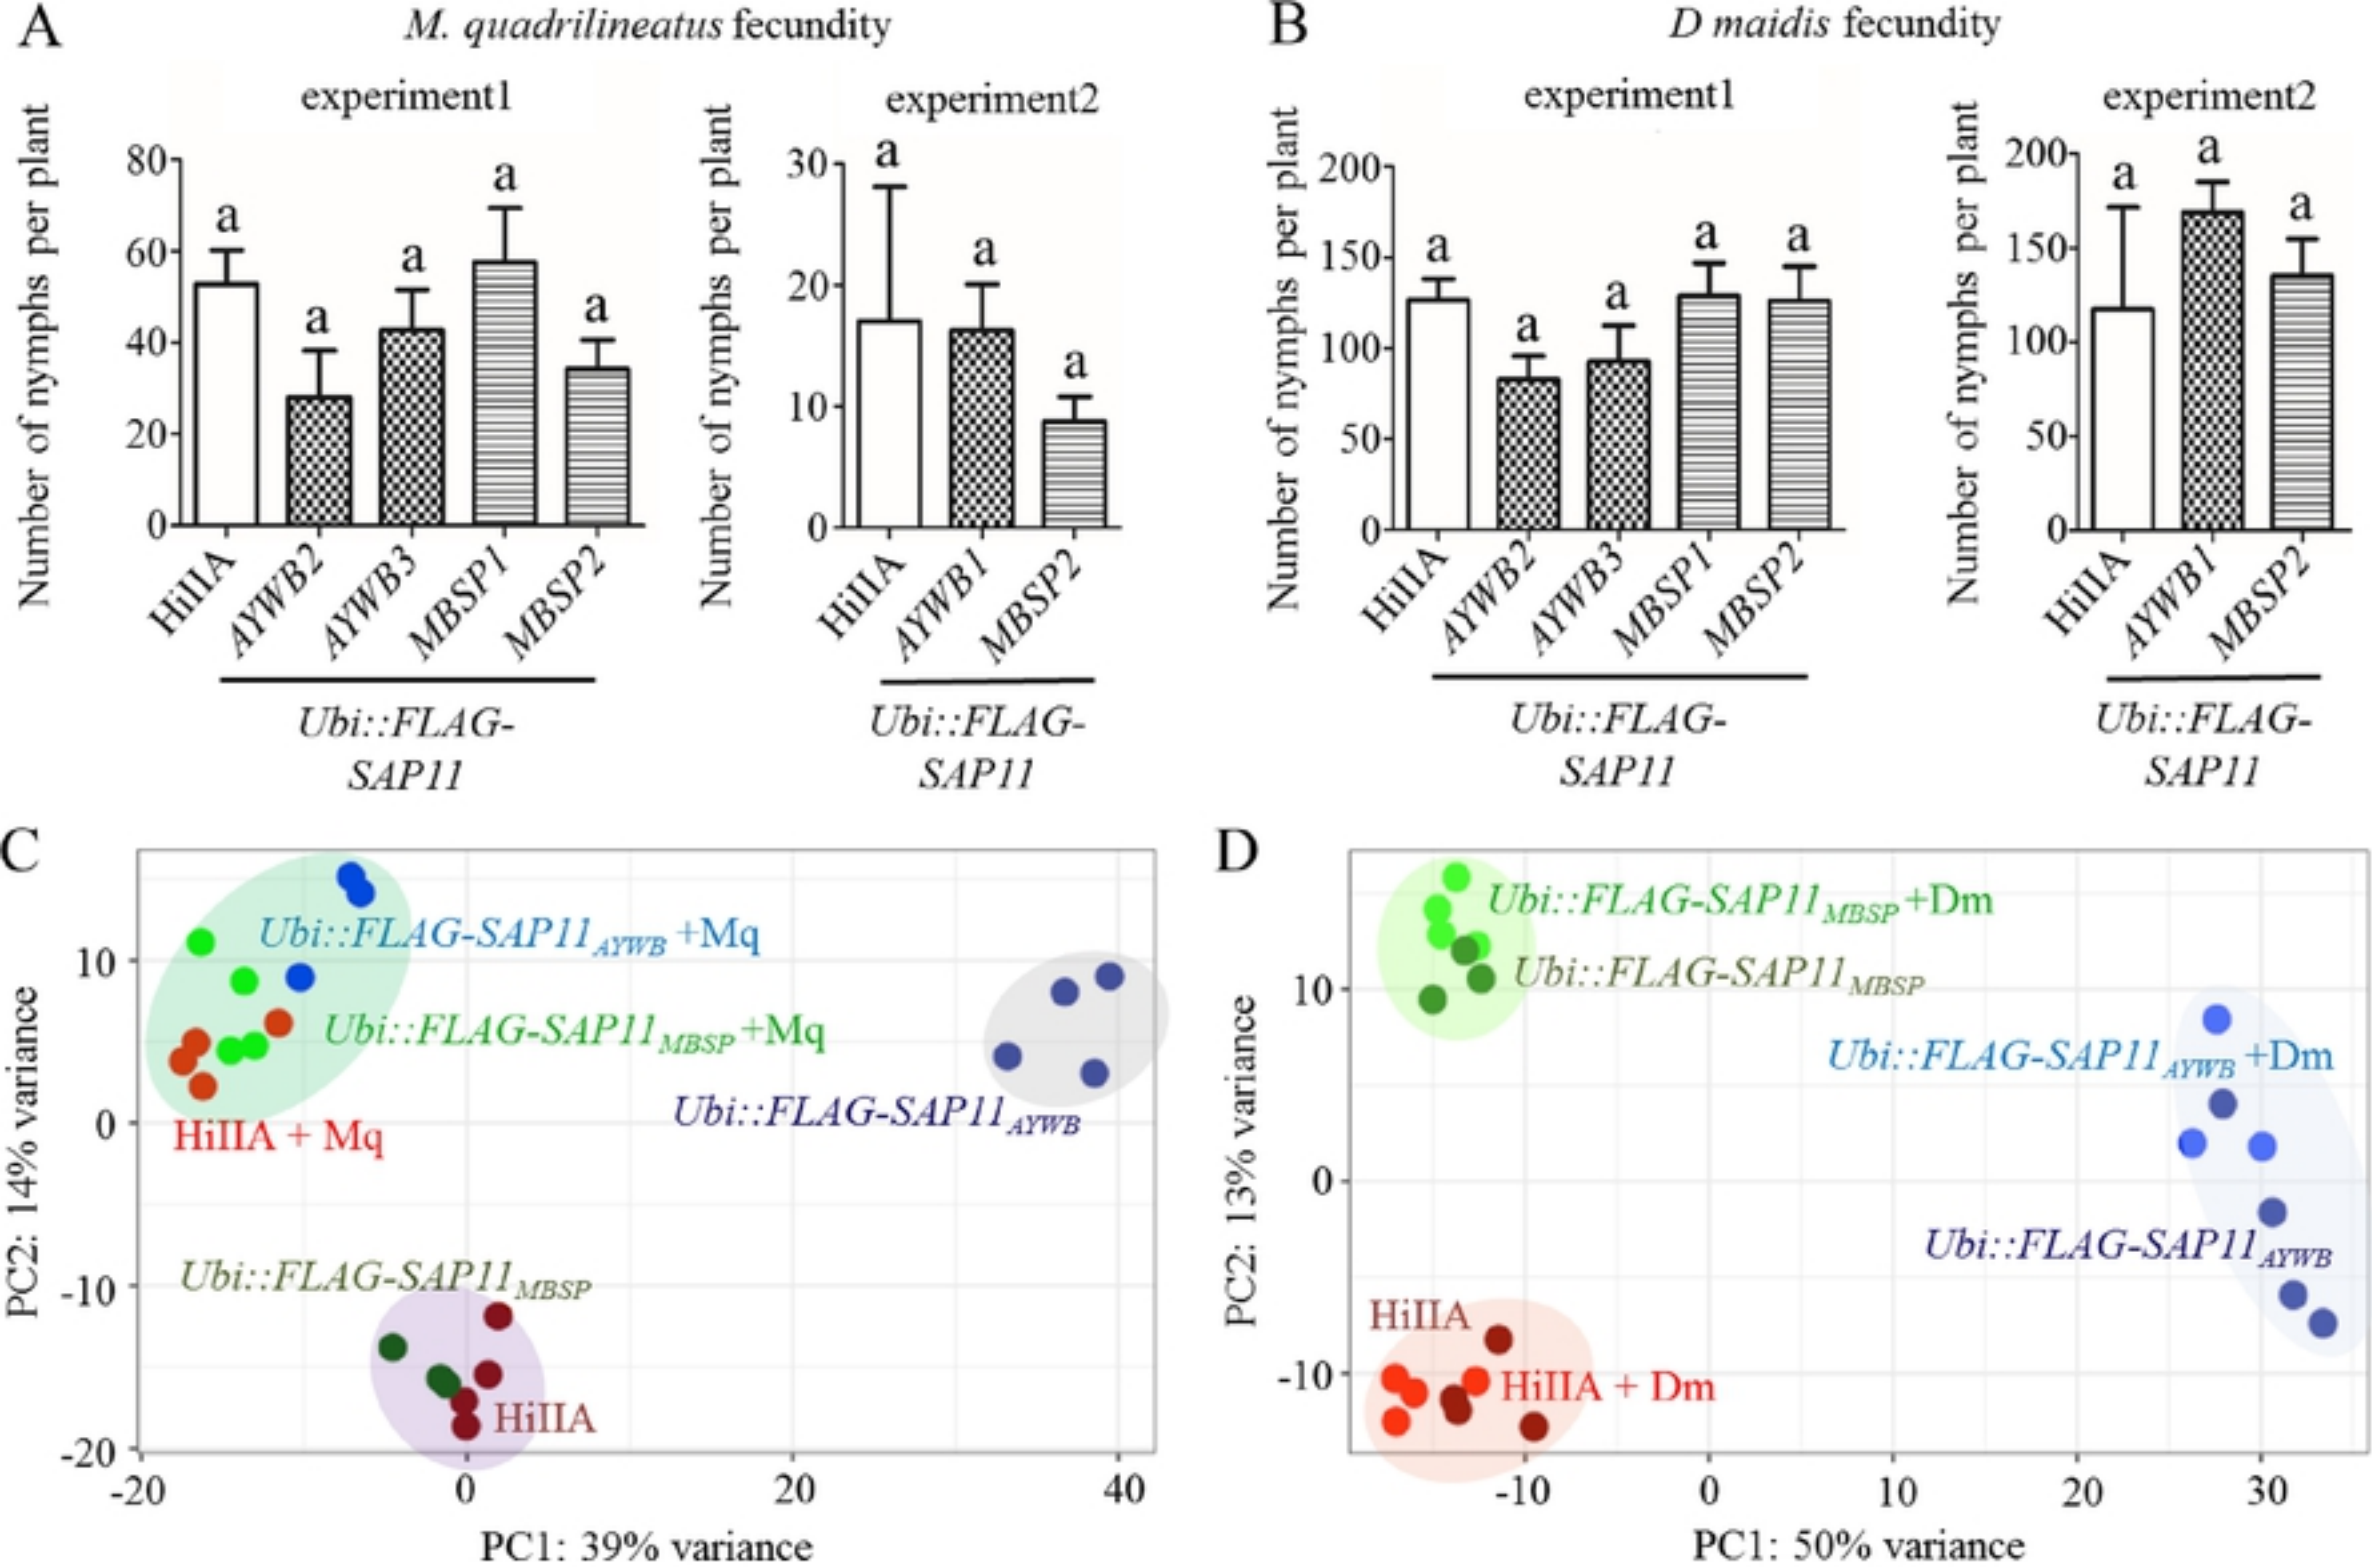 A
M. quadrilineatus fecundity
experiment1
Number of nymphs per plant
80
60
40
20
0
a
a
a
a
a
HiIIA
AYWB2
AYWB3
MBSP1
MBSP2
Ubi::FLAG-
SAP11
experiment2
Number of nymphs per plant
30
20
10
0
a
a
a
HiIIA
AYWB1
MBSP2
Ubi::FLAG-
SAP11
B
D maidis fecundity
experiment1
Number of nymphs per plant
200
150
100
50
0
a
a
a
a
a
HiIIA
AYWB2
AYWB3
MBSP1
MBSP2
Ubi::FLAG-
SAP11
experiment2
Number of nymphs per plant
200
150
100
50
0
a
a
a
HiIIA
AYWB1
MBSP2
Ubi::FLAG-
SAP11
C
PC2: 14% variance
10
0
-10
-20
Ubi::FLAG-SAP11AYWB +Mq
Ubi::FLAG-SAP11MBSP +Mq
Ubi::FLAG-SAP11AYWB
HiIIA + Mq
Ubi::FLAG-SAP11MBSP
HiIIA
-20
0
20
40
PC1: 39% variance
D
PC2: 13% variance
10
0
-10
Ubi::FLAG-SAP11MBSP +Dm
Ubi::FLAG-SAP11MBSP
Ubi::FLAG-SAP11AYWB +Dm
Ubi::FLAG-SAP11AYWB
HiIIA
HiIIA + Dm
-10
0
10
20
30
PC1: 50% variance